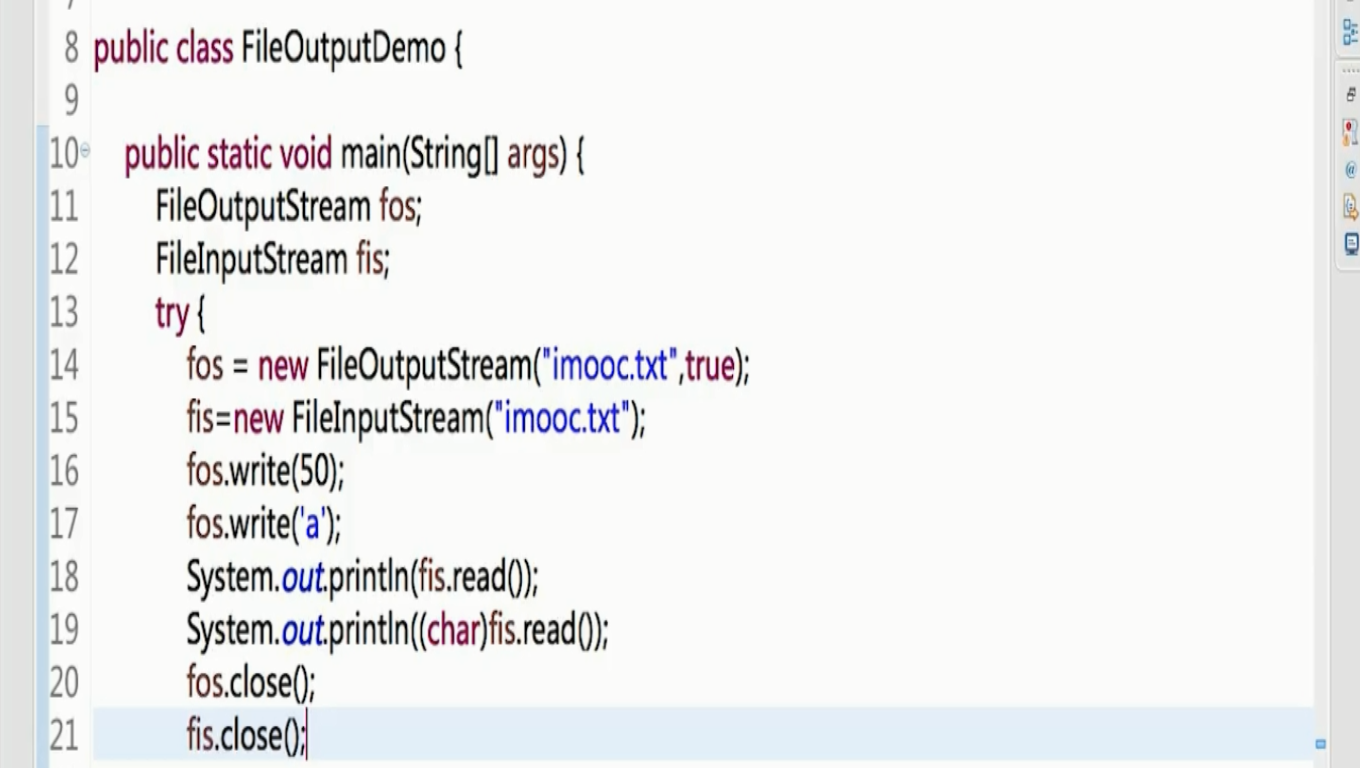 8 public class FileOutputDemo {
9
10 public static void main(String[] args) {
11 FileOutputStream fos;
12 FileInputStream fis;
13 try {
14 fos = new FileOutputStream("imooc.txt",true);
15 fis=new FileInputStream("imooc.txt");
16 fos.write(50);
17 fos.write('a');
18 System.out.println(fis.read());
19 System.out.println((char)fis.read());
20 fos.close();
21 fis.close();